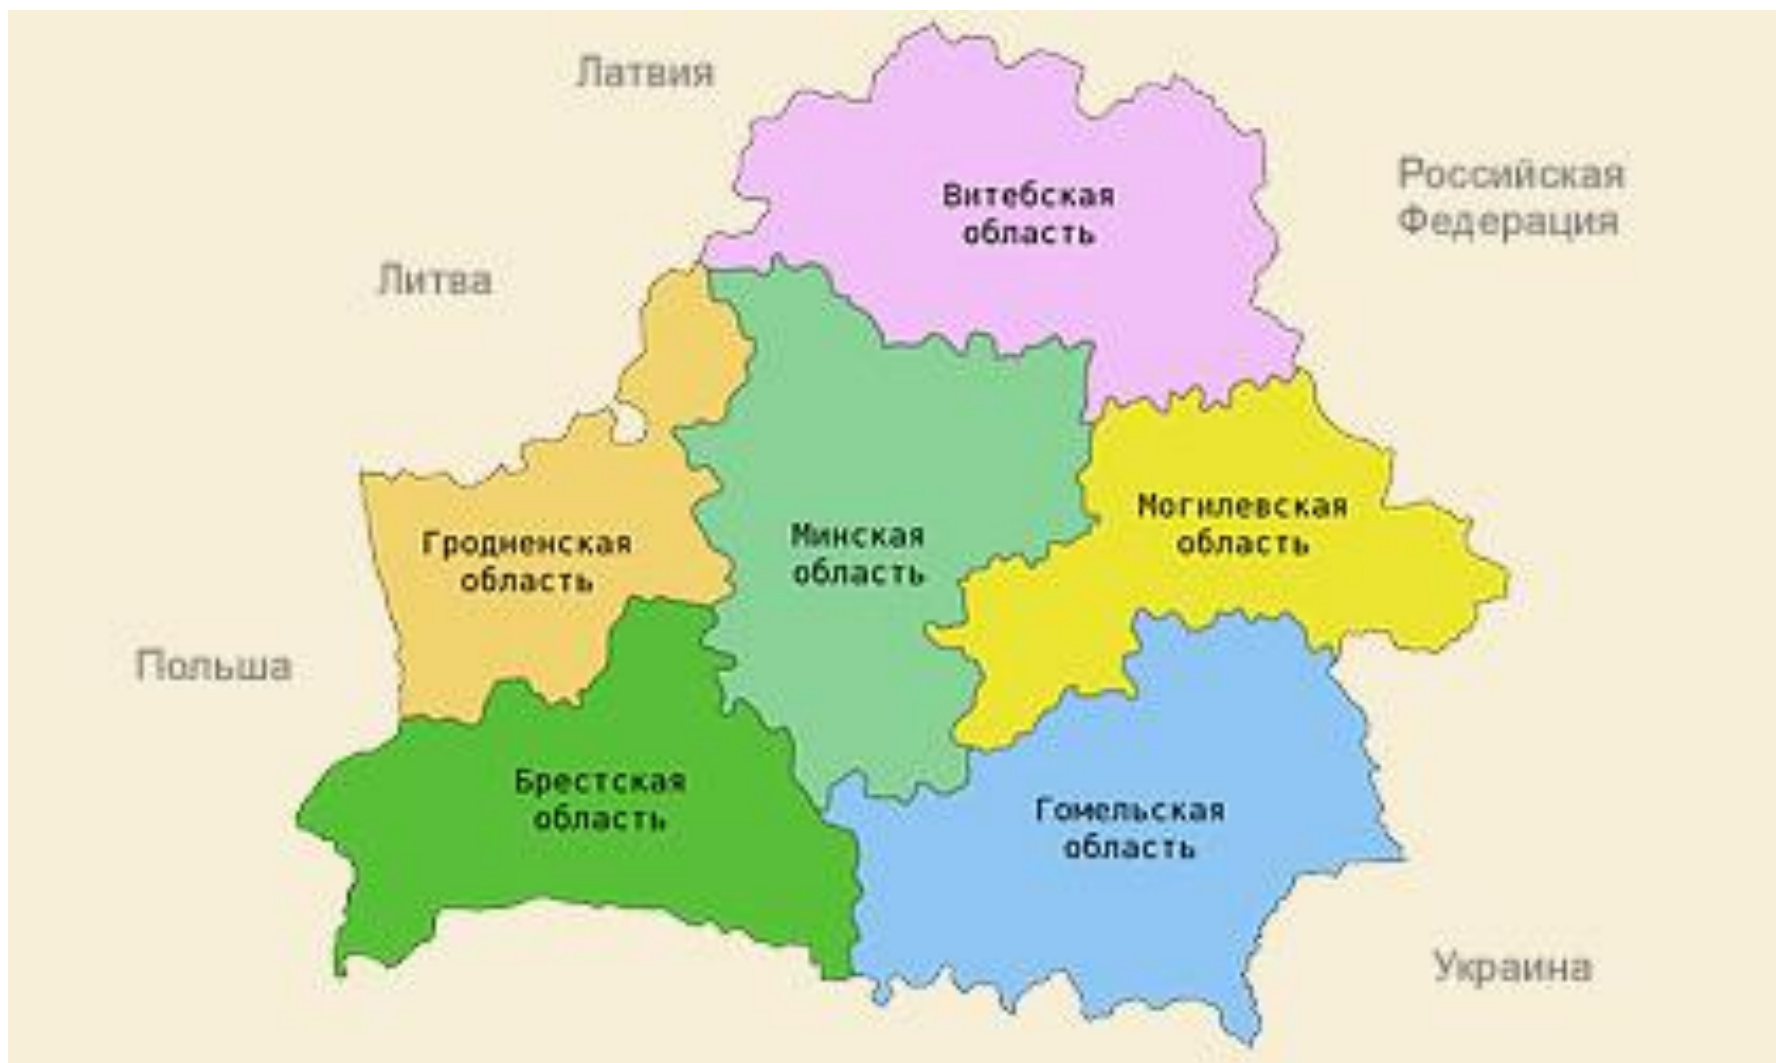 Латвия
Российская
Федерация
Витебская
область
Литва
Могилевская
область
Гродненская
область
Минская
область
Польша
Брестская
область
Гомельская
область
Украина